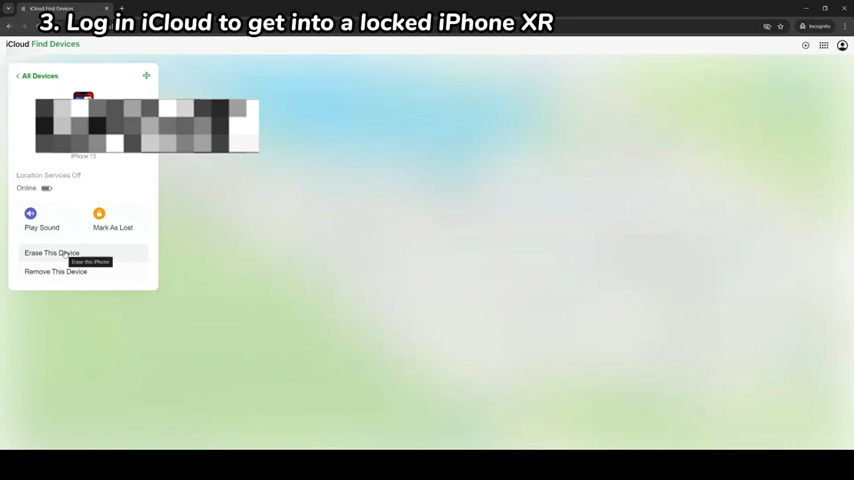 3. Log in iCloud to get into a locked iPhone XR
iCloud Find Devices
Incognito
iCloud Find Devices
All Devices
iPhone 13
Location Services Off
Online
Play Sound
Mark As Lost
Erase This Device
Erase this iPhone
Remove This Device